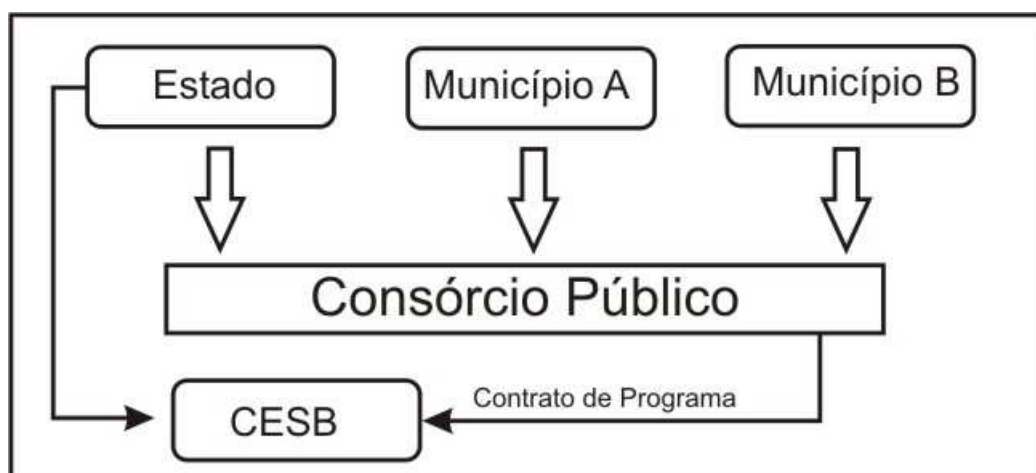 Estado
Município A
Município B
Consórcio Público
Contrato de Programa
CESB